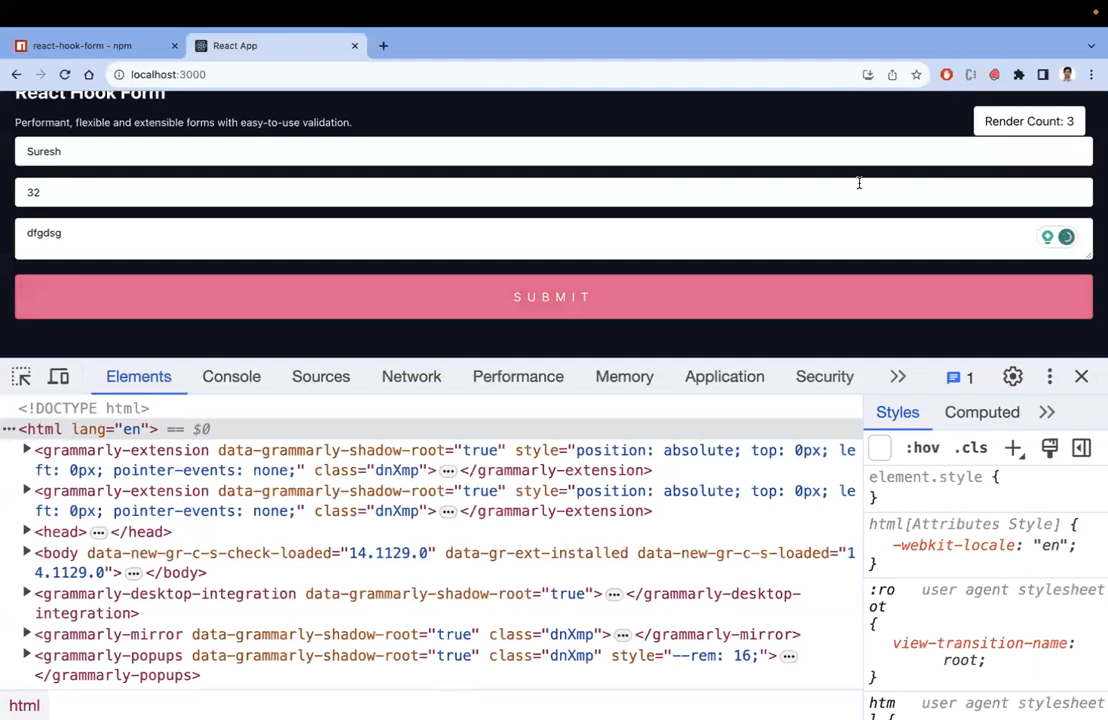 react-hook-form - npm
React App
localhost:3000
React Hook Form
Performant, flexible and extensible forms with easy-to-use validation.
Render Count: 3
Suresh
32
dfgdsg
SUBMIT
Elements Console Sources Network Performance Memory Application Security 1
<!DOCTYPE html>
<html lang="en"> == $0
<grammarly-extension data-grammarly-shadow-root="true" style="position: absolute; top: 0px; le
ft: 0px; pointer-events: none;" class="dnXmp"></grammarly-extension>
<grammarly-extension data-grammarly-shadow-root="true" style="position: absolute; top: 0px; le
ft: 0px; pointer-events: none;" class="dnXmp"></grammarly-extension>
<head></head>
<body data-new-gr-c-s-check-loaded="14.1129.0" data-gr-ext-installed data-new-gr-c-s-loaded="1
4.1129.0"></body>
<grammarly-desktop-integration data-grammarly-shadow-root="true"></grammarly-desktop-
integration>
<grammarly-mirror data-grammarly-shadow-root="true" class="dnXmp"></grammarly-mirror>
<grammarly-popups data-grammarly-shadow-root="true" class="dnXmp" style="--rem: 16;">
</grammarly-popups>
html
Styles Computed
:hov .cls
element.style {
}
html[Attributes Style] {
-webkit-locale: "en";
}
:ro user agent stylesheet
ot
{
view-transition-name:
root;
}
htm user agent stylesheet
l {